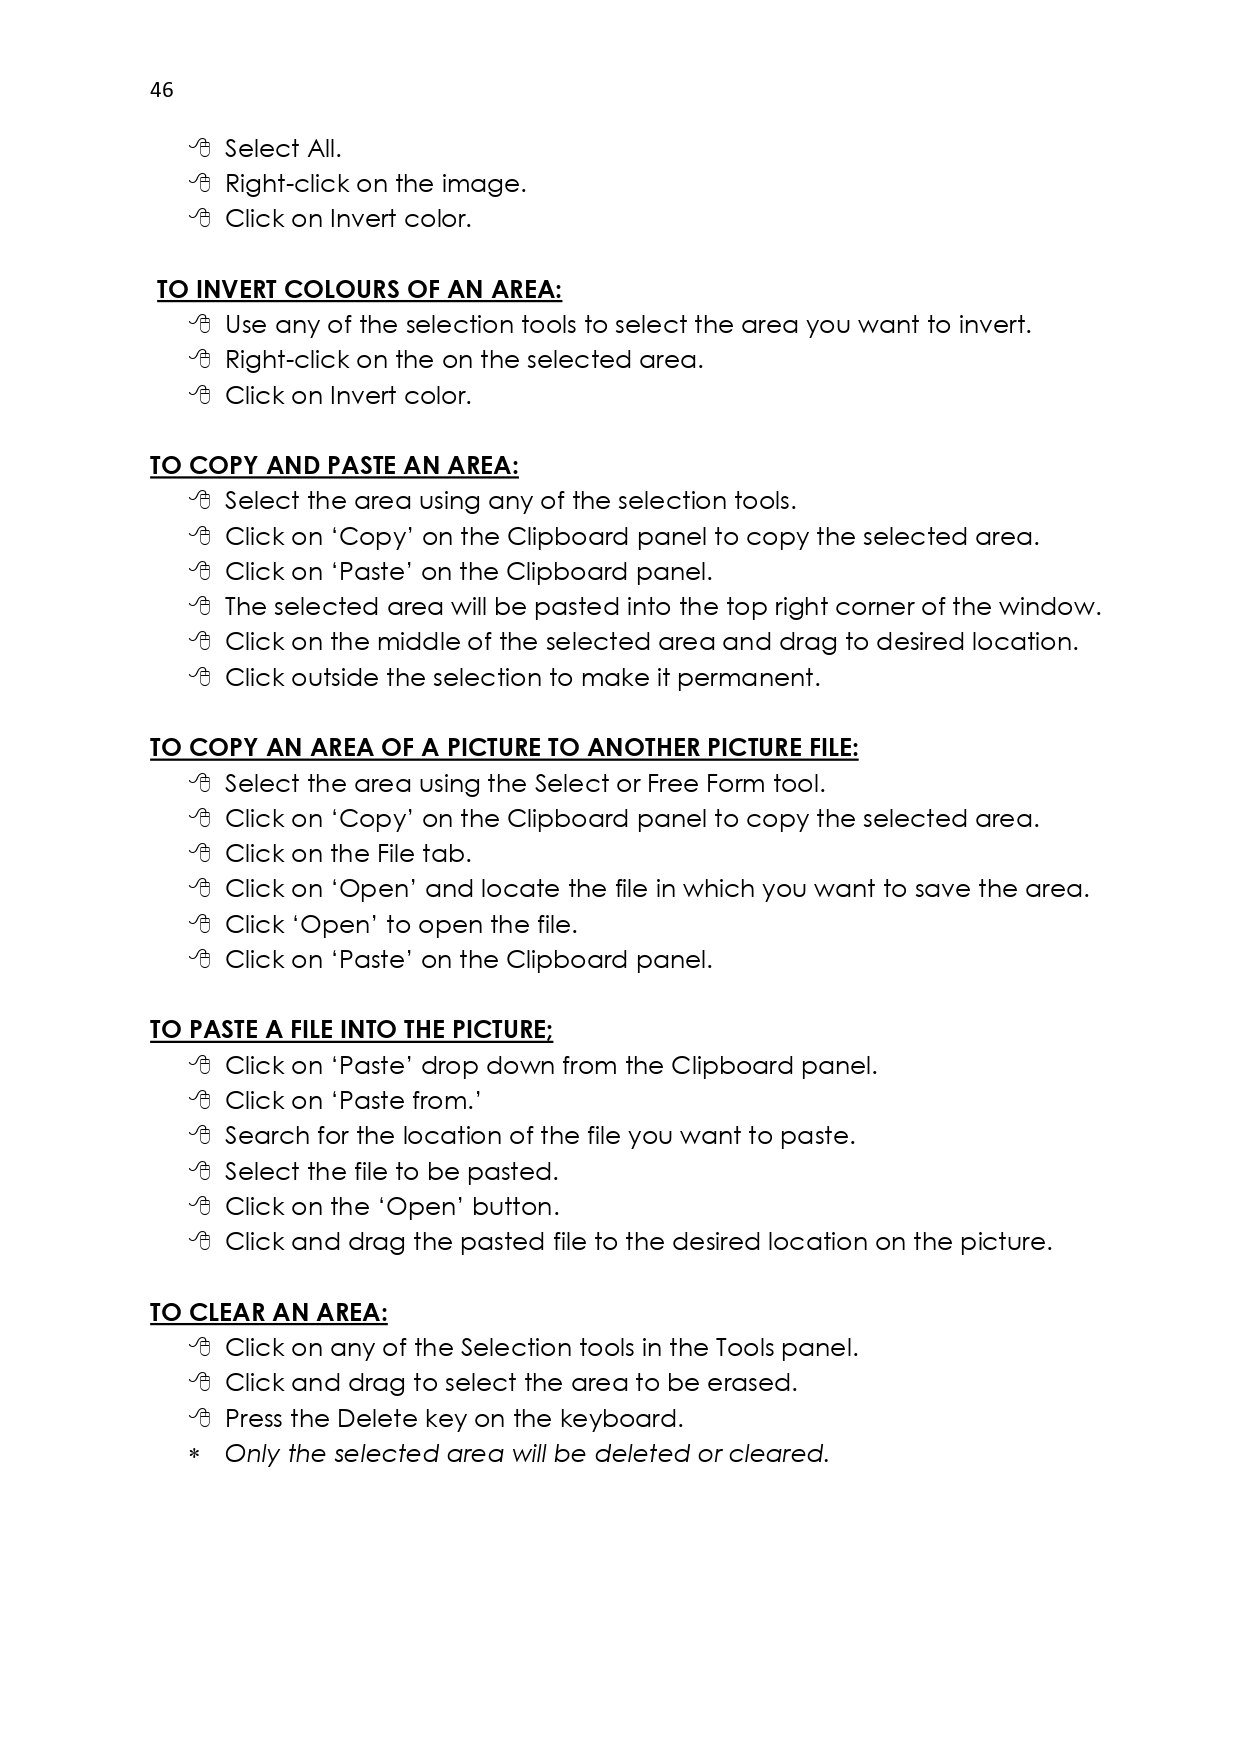 46
Select All.
Right-click on the image.
Click on Invert color.
TO INVERT COLOURS OF AN AREA:
Use any of the selection tools to select the area you want to invert.
Right-click on the on the selected area.
Click on Invert color.
TO COPY AND PASTE AN AREA:
Select the area using any of the selection tools.
Click on ‘Copy’ on the Clipboard panel to copy the selected area.
Click on ‘Paste’ on the Clipboard panel.
The selected area will be pasted into the top right corner of the window.
Click on the middle of the selected area and drag to desired location.
Click outside the selection to make it permanent.
TO COPY AN AREA OF A PICTURE TO ANOTHER PICTURE FILE:
Select the area using the Select or Free Form tool.
Click on ‘Copy’ on the Clipboard panel to copy the selected area.
Click on the File tab.
Click on ‘Open’ and locate the file in which you want to save the area.
Click ‘Open’ to open the file.
Click on ‘Paste’ on the Clipboard panel.
TO PASTE A FILE INTO THE PICTURE;
Click on ‘Paste’ drop down from the Clipboard panel.
Click on ‘Paste from.’
Search for the location of the file you want to paste.
Select the file to be pasted.
Click on the ‘Open’ button.
Click and drag the pasted file to the desired location on the picture.
TO CLEAR AN AREA:
Click on any of the Selection tools in the Tools panel.
Click and drag to select the area to be erased.
Press the Delete key on the keyboard.
* Only the selected area will be deleted or cleared.